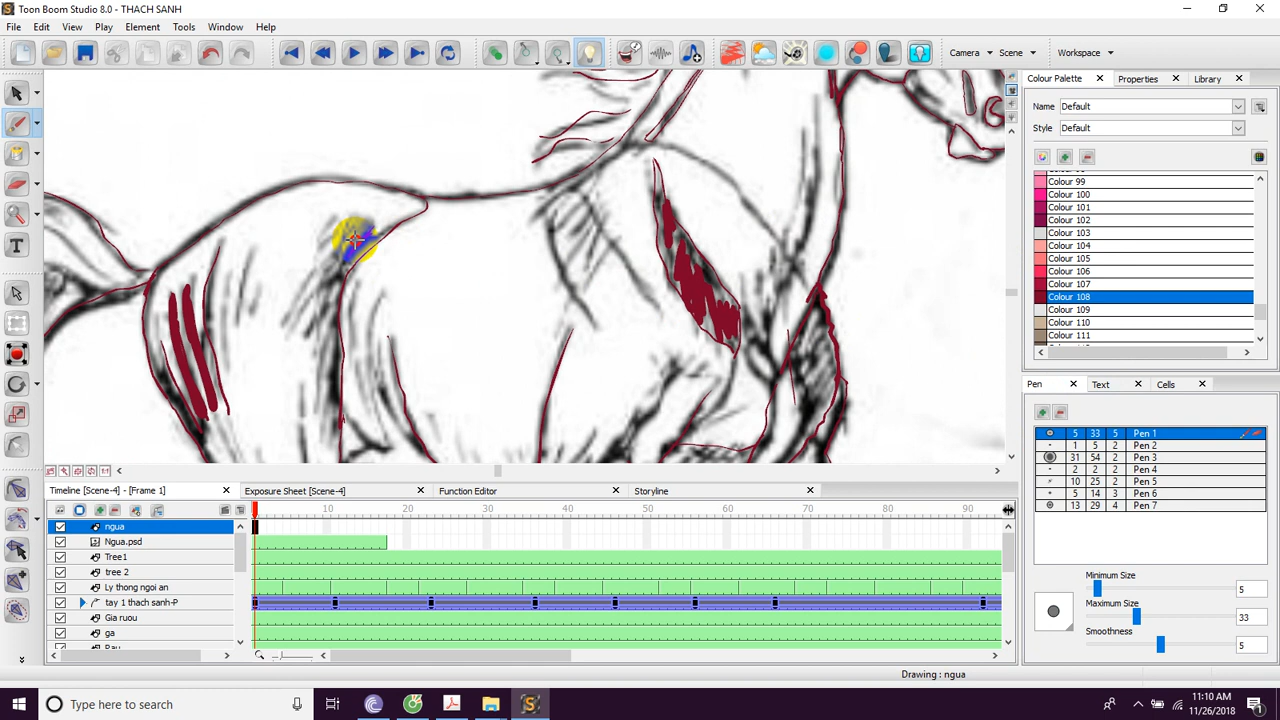 Toon Boom Studio 8.0 - THACH SANH
File Edit View Play Element Tools Window Help
Camera Scene Workspace
Colour Palette Properties Library
Name Default
Style Default
Colour 99
Colour 100
Colour 101
Colour 102
Colour 103
Colour 104
Colour 105
Colour 106
Colour 107
Colour 108
Colour 109
Colour 110
Colour 111
Pen Text Cells
5 33 5 Pen 1
1 5 2 Pen 2
31 54 2 Pen 3
2 2 2 Pen 4
10 25 2 Pen 5
5 14 3 Pen 6
13 29 4 Pen 7
Minimum Size 5
Maximum Size 33
Smoothness 5
Timeline [Scene-4] - [Frame 1] Exposure Sheet [Scene-4] Function Editor Storyline
10 20 30 40 50 60 70 80 90
ngua
Ngua.psd
Tree1
tree 2
Ly thong ngoi an
tay 1 thach sanh-P
Gia ruou
ga
Drawing : ngua
Type here to search
11:10 AM
11/26/2018